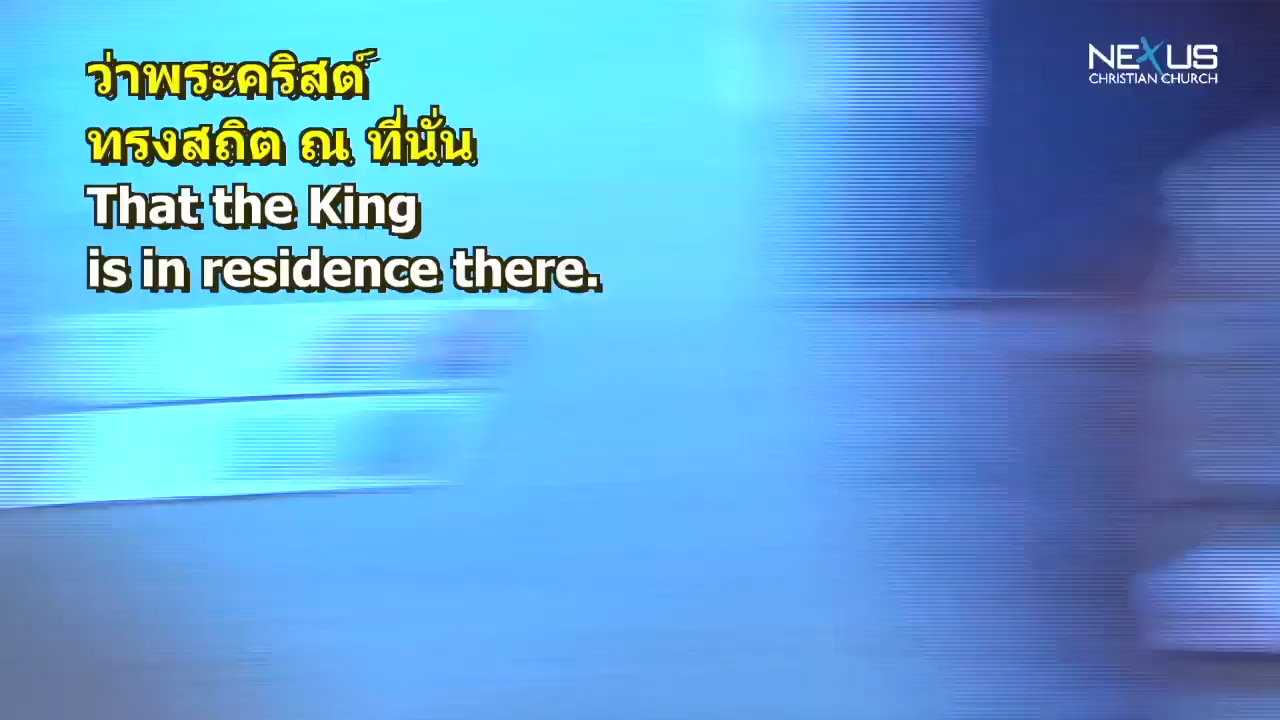 ว่าพระคริสต์
ทรงสถิต ณ ที่นั่น
That the King
is in residence there.
NEXUS
CHRISTIAN CHURCH